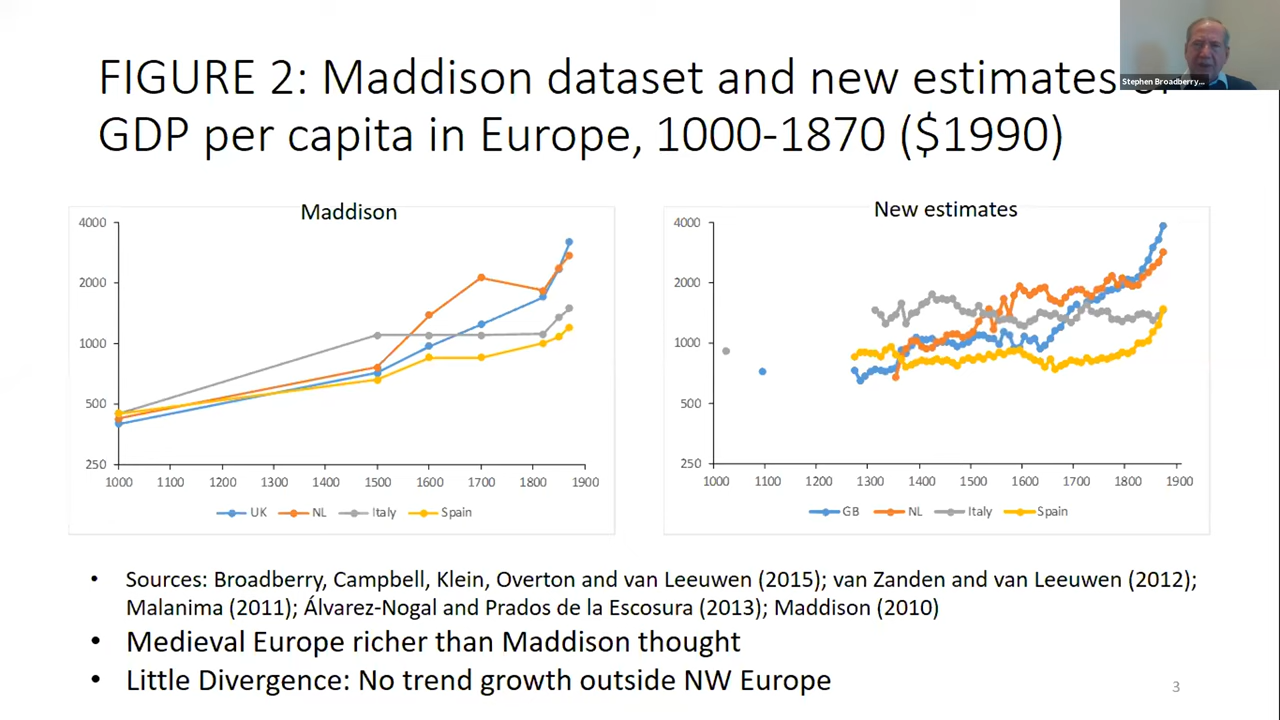 Stephen Broadberry...
FIGURE 2: Maddison dataset and new estimates
GDP per capita in Europe, 1000-1870 ($1990)
Maddison
4000
2000
1000
500
250
1000 1100 1200 1300 1400 1500 1600 1700 1800 1900
UK NL Italy Spain
New estimates
4000
2000
1000
500
250
1000 1100 1200 1300 1400 1500 1600 1700 1800 1900
GB NL Italy Spain
• Sources: Broadberry, Campbell, Klein, Overton and van Leeuwen (2015); van Zanden and van Leeuwen (2012);
Malanima (2011); Álvarez-Nogal and Prados de la Escosura (2013); Maddison (2010)
• Medieval Europe richer than Maddison thought
• Little Divergence: No trend growth outside NW Europe
3